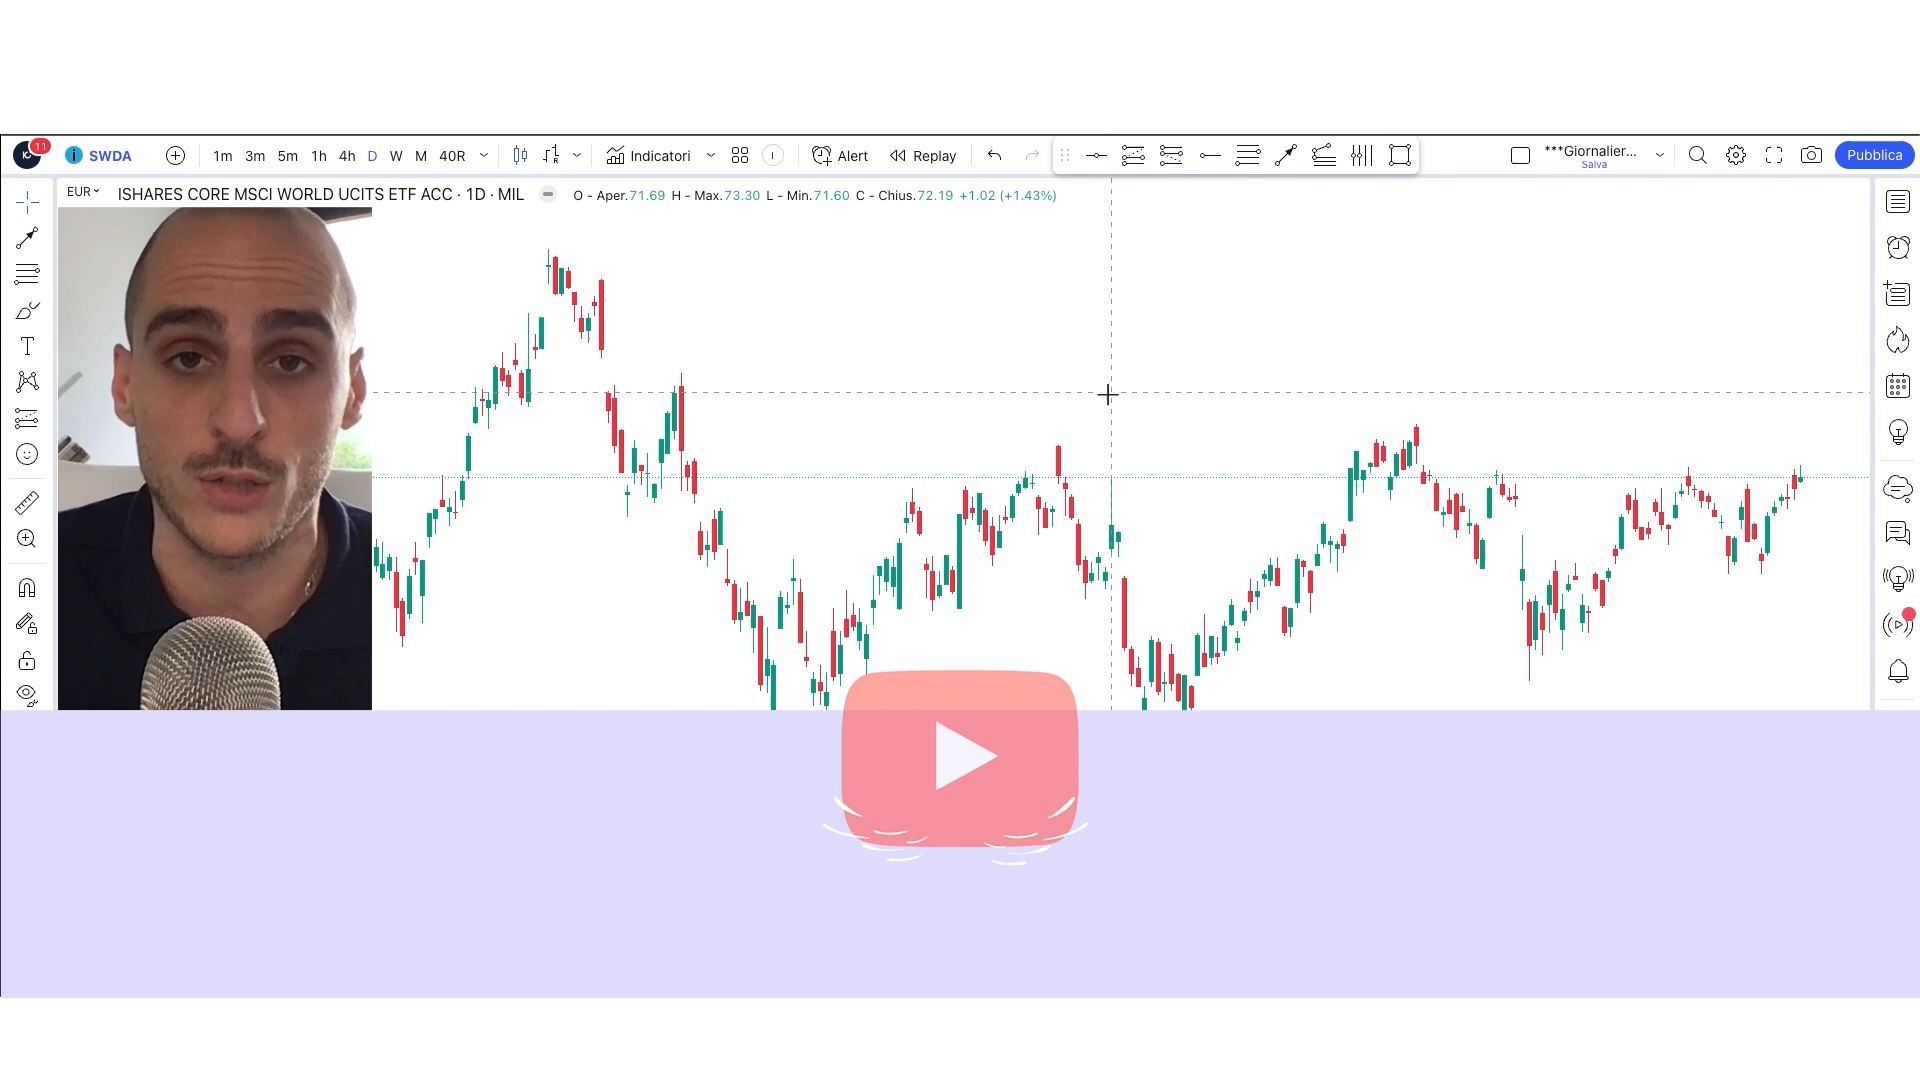 11
SWDA 1m 3m 5m 1h 4h D W M 40R Indicatori Alert Replay ***Giornalier... Pubblica
Salva
EUR ISHARES CORE MSCI WORLD UCITS ETF ACC · 1D · MIL O - Aper.71.69 H - Max.73.30 L - Min.71.60 C - Chius.72.19 +1.02 (+1.43%)